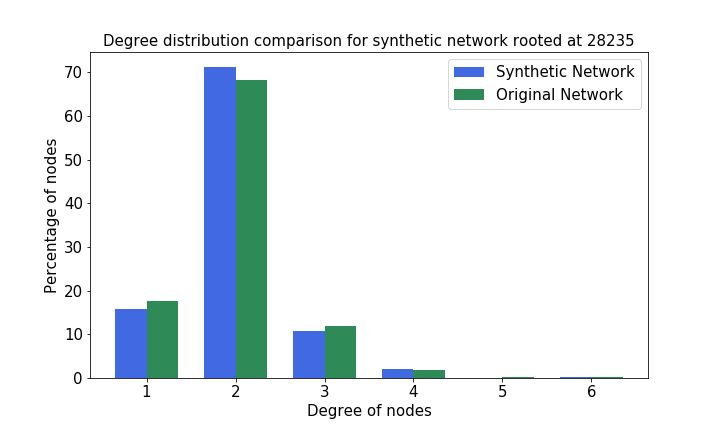 Degree distribution comparison for synthetic network rooted at 28235
Synthetic Network
Original Network
Percentage of nodes
70
60
50
40
30
20
10
0
1 2 3 4 5 6
Degree of nodes